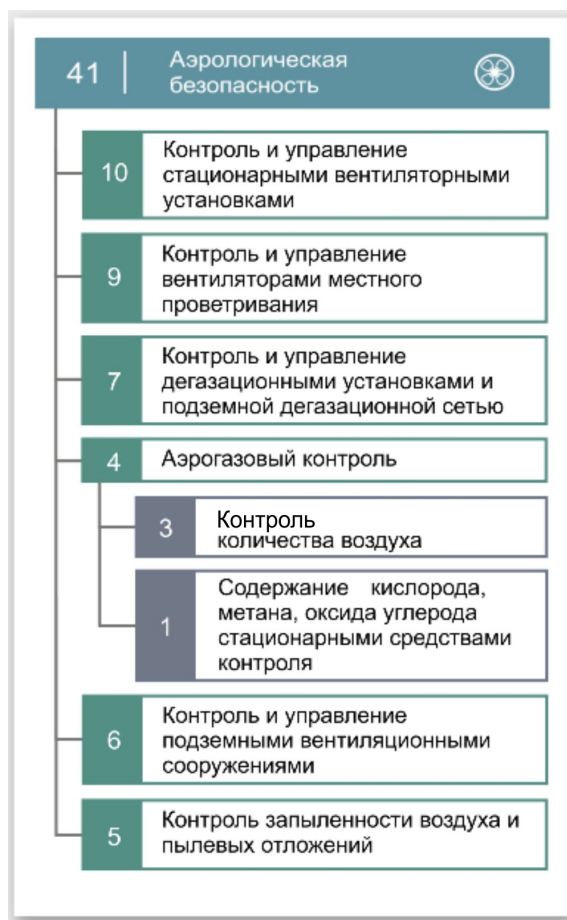 41
Аэрологическая
безопасность
10
Контроль и управление
стационарными вентиляторными
установками
9
Контроль и управление
вентиляторами местного
проветривания
7
Контроль и управление
дегазационными установками и
подземной дегазационной сетью
4
Аэрогазовый контроль
3
Контроль
количества воздуха
1
Содержание кислорода,
метана, оксида углерода
стационарными средствами
контроля
6
Контроль и управление
подземными вентиляционными
сооружениями
5
Контроль запыленности воздуха и
пылевых отложений